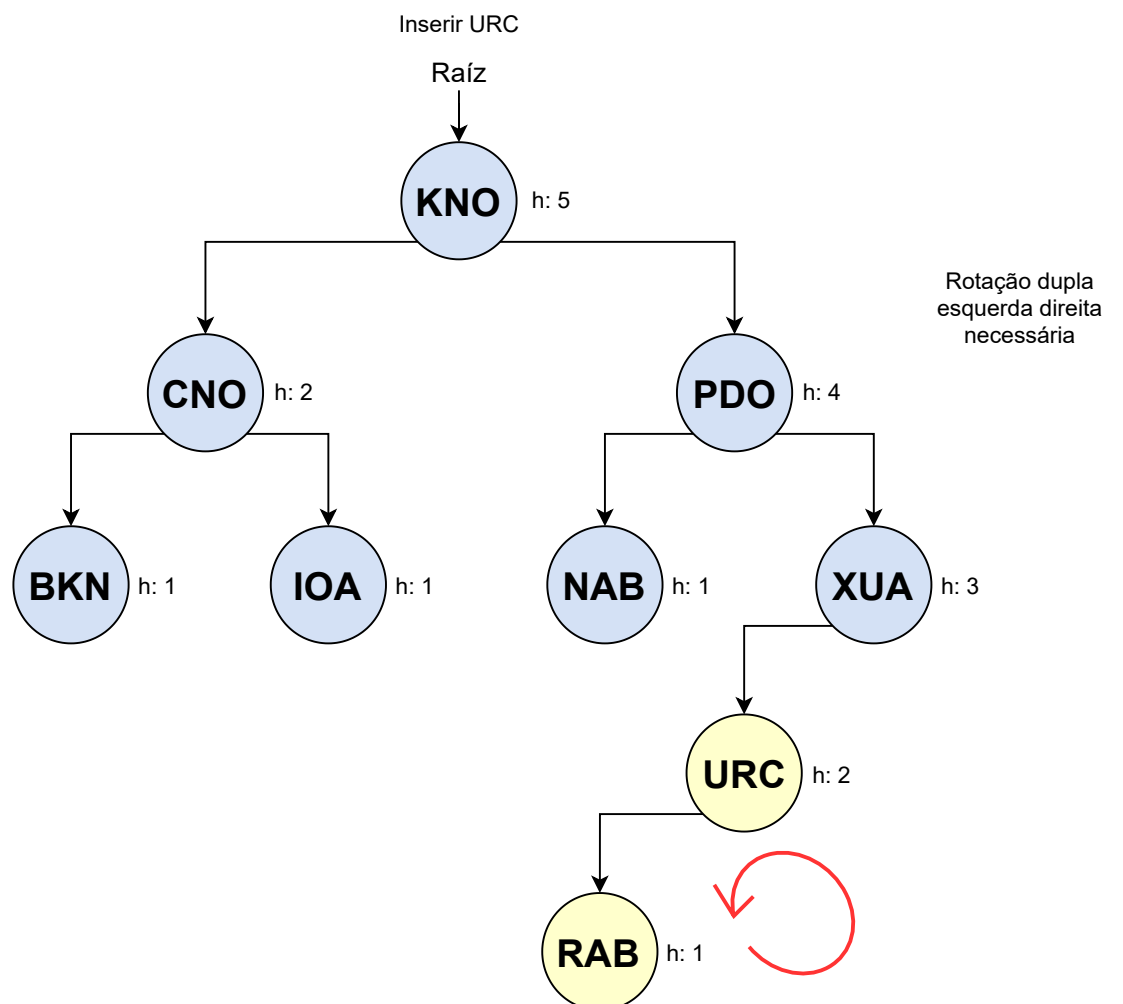 Inserir URC
Raíz
KNO
h: 5
Rotação dupla
esquerda direita
necessária
CNO
h: 2
PDO
h: 4
BKN
h: 1
IOA
h: 1
NAB
h: 1
XUA
h: 3
URC
h: 2
RAB
h: 1